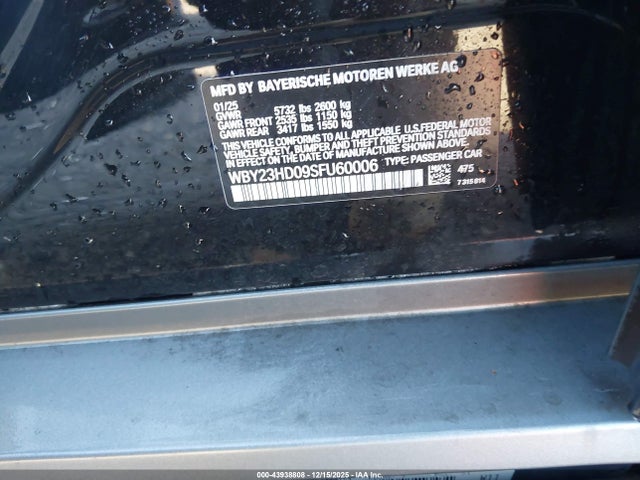 MFD BY BAYERISCHE MOTOREN WERKE AG
01/25
GVWR 5732 lbs 2600 kg
GAWR FRONT 2535 lbs 1150 kg
GAWR REAR 3417 lbs 1550 kg
THIS VEHICLE CONFORMS TO ALL APPLICABLE U.S.FEDERAL MOTOR
VEHICLE SAFETY, BUMPER AND THEFT PREVENTION STANDARDS
IN EFFECT ON THE DATE OF MANUFACTURE SHOWN ABOVE.
WBY23HD09SFU60006 TYPE: PASSENGER CAR
475
7 315 814
000-43938808 - 12/15/2025 - IAA Inc.